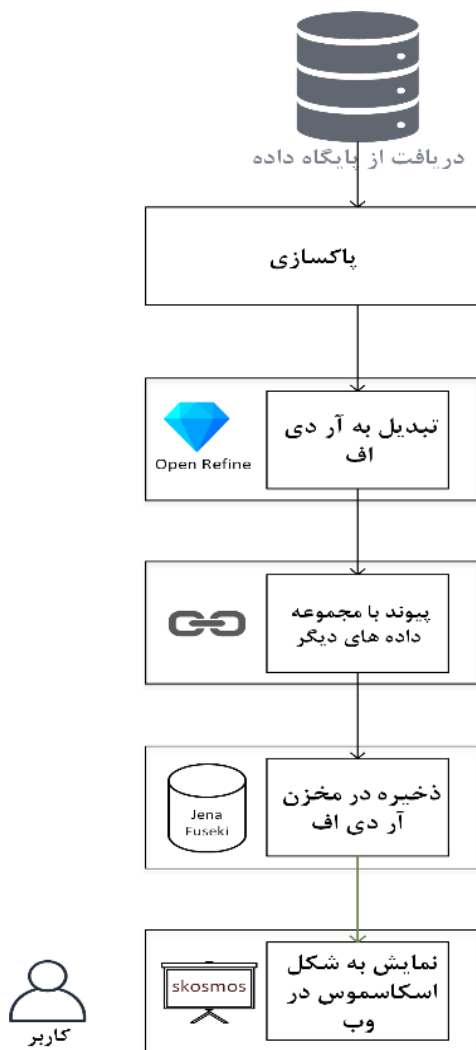 دریافت از پایگاه داده
پاکسازی
تبدیل به آر دی
اف
Open Refine
پیوند با مجموعه
داده های دیگر
ذخیره در مخزن
آر دی اف
Jena
Fuseki
نمایش به شکل
اسکاسموس در
وب
skosmos
کاربر